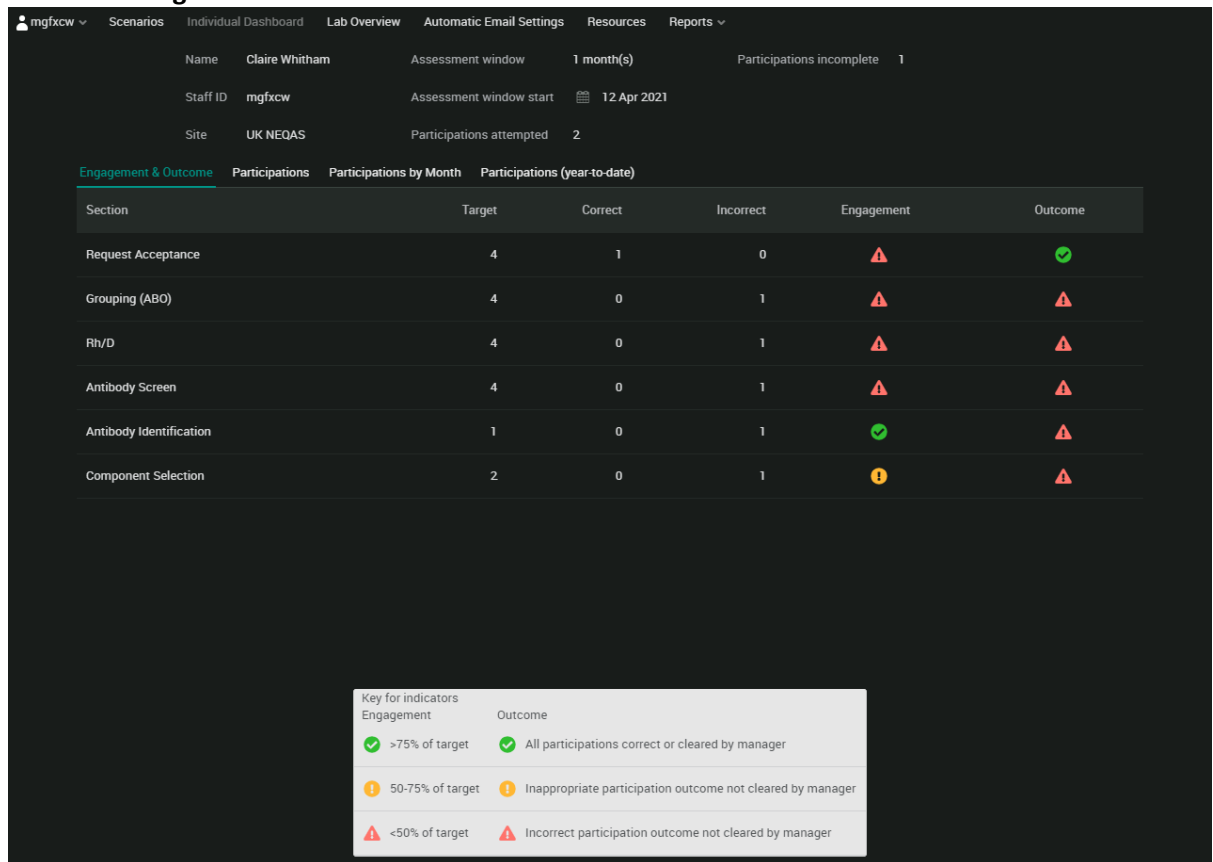 mgfxcw Scenarios Individual Dashboard Lab Overview Automatic Email Settings Resources Reports
Name Claire Whitham Assessment window 1 month(s) Participations incomplete 1
Staff ID mgfxcw Assessment window start 12 Apr 2021
Site UK NEQAS Participations attempted 2
Engagement & Outcome Participations Participations by Month Participations (year-to-date)
Section Target Correct Incorrect Engagement Outcome
Request Acceptance 4 1 0
Grouping (ABO) 4 0 1
Rh/D 4 0 1
Antibody Screen 4 0 1
Antibody Identification 1 0 1
Component Selection 2 0 1
Key for indicators
Engagement Outcome
>75% of target All participations correct or cleared by manager
50-75% of target Inappropriate participation outcome not cleared by manager
<50% of target Incorrect participation outcome not cleared by manager